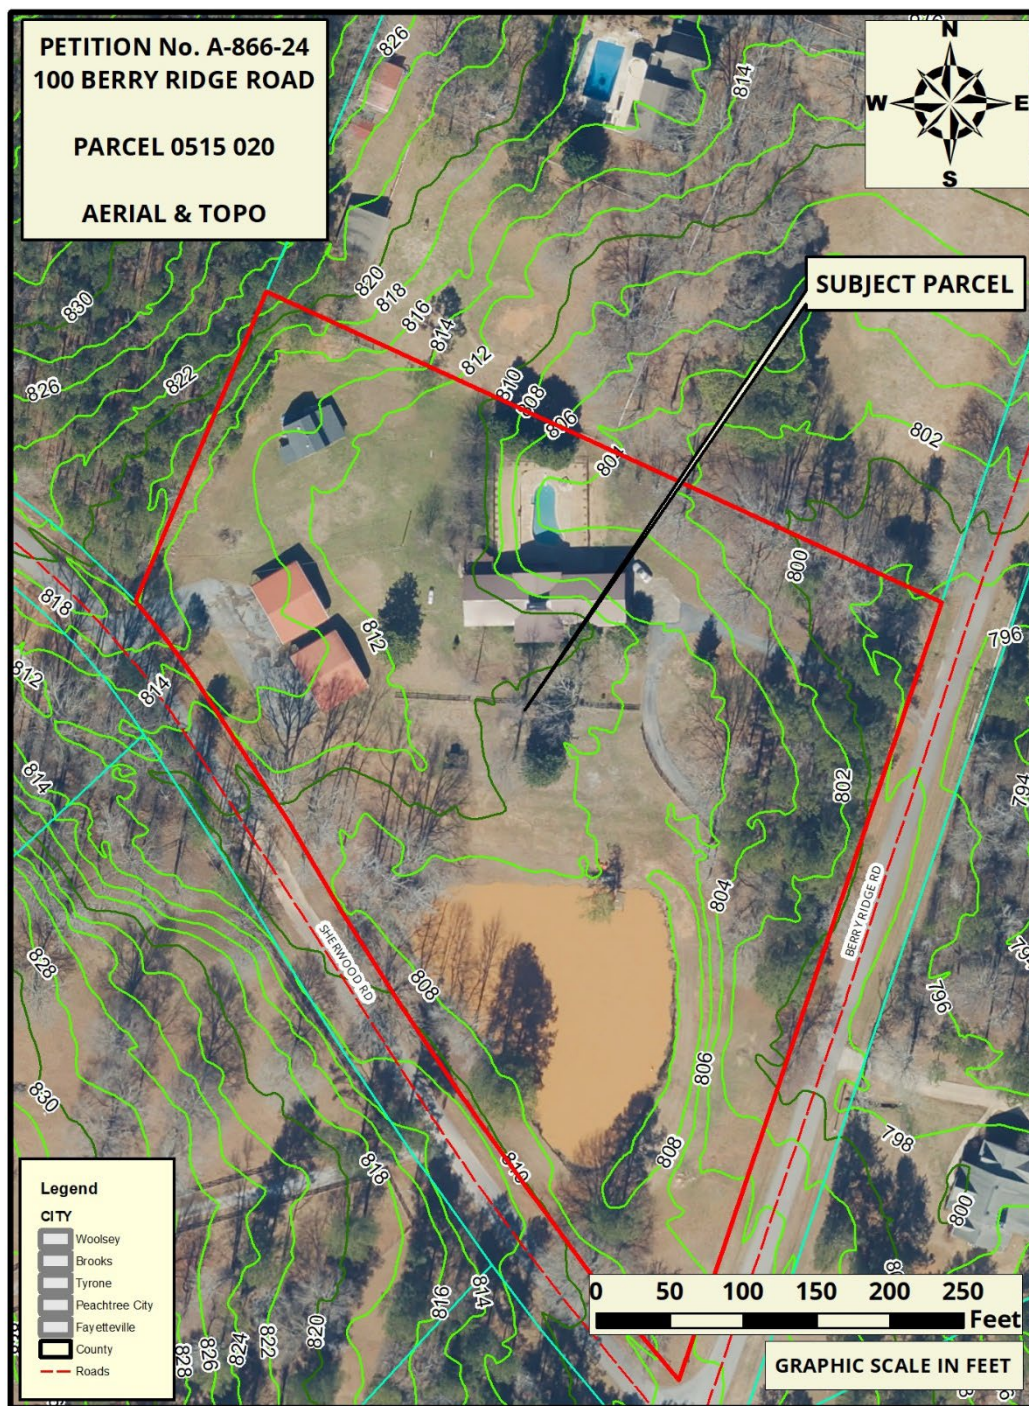 PETITION No. A-866-24
100 BERRY RIDGE ROAD
PARCEL 0515 020
AERIAL & TOPO
N
W E
S
SUBJECT PARCEL
826
814
830
820
818
816
814
812
810
808
806
804
826
822
802
800
796
818
812
814
812
814
802
794
804
BERRY RIDGE RD
SHERWOOD RD
828
808
796
806
830
810
808
818
798
800
816
814
820
822
824
826
828
Legend
CITY
Woolsey
Brooks
Tyrone
Peachtree City
Fayetteville
County
Roads
0 50 100 150 200 250
Feet
GRAPHIC SCALE IN FEET